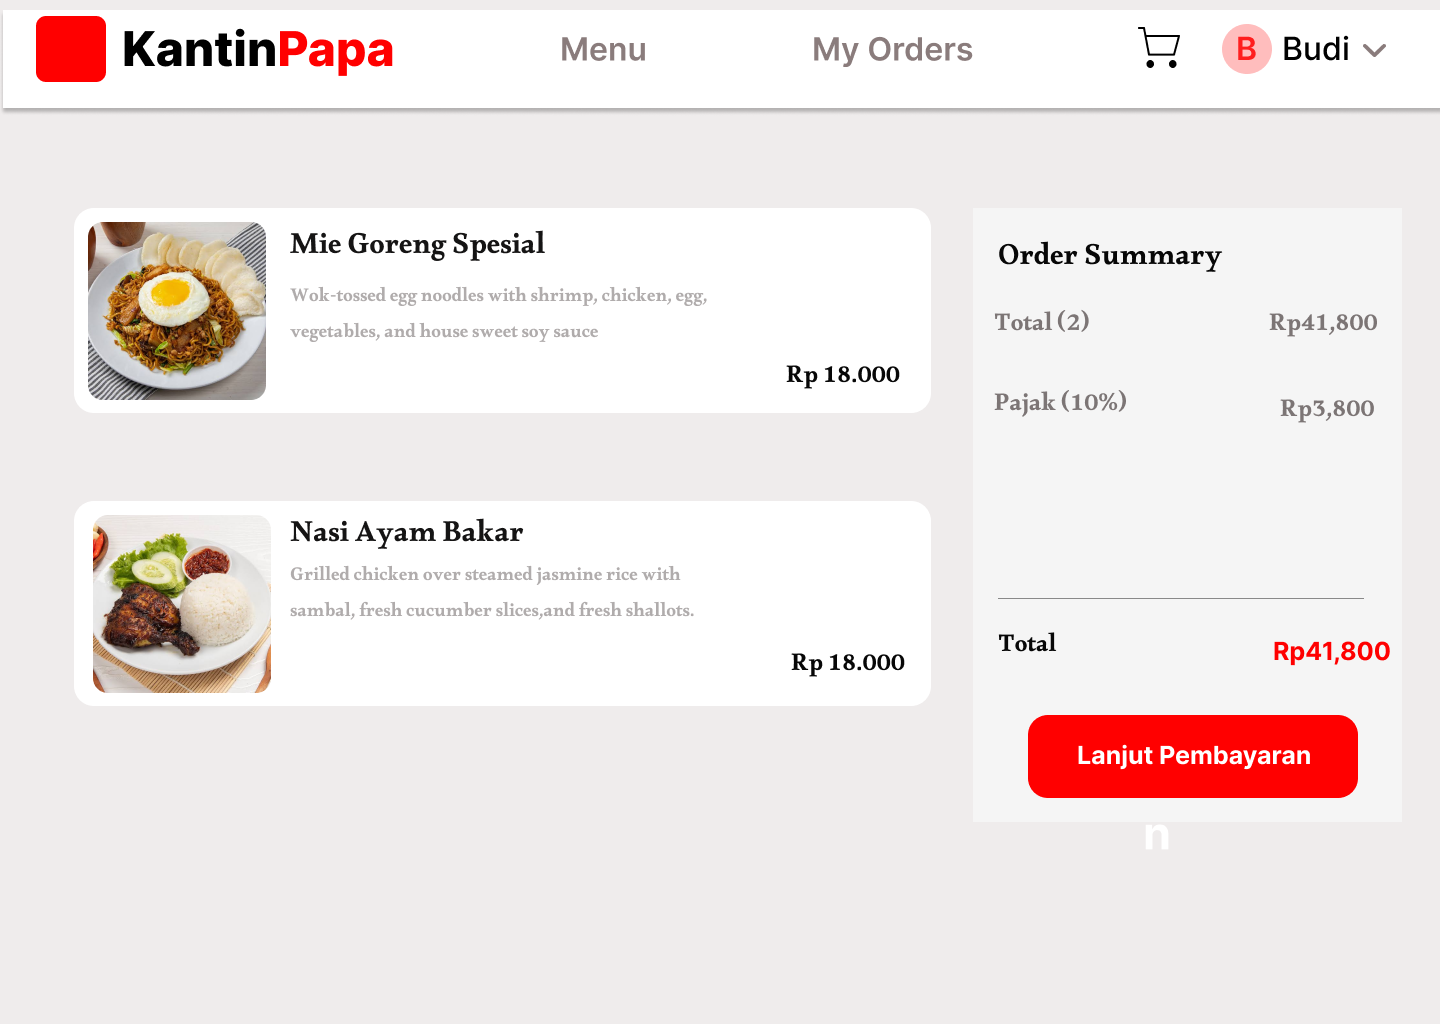 KantinPapa
Menu
My Orders
B
Budi
Mie Goreng Spesial
Wok-tossed egg noodles with shrimp, chicken, egg,
vegetables, and house sweet soy sauce
Rp 18.000
Nasi Ayam Bakar
Grilled chicken over steamed jasmine rice with
sambal, fresh cucumber slices,and fresh shallots.
Rp 18.000
Order Summary
Total (2) Rp41,800
Pajak (10%) Rp3,800
Total Rp41,800
Lanjut Pembayaran
n